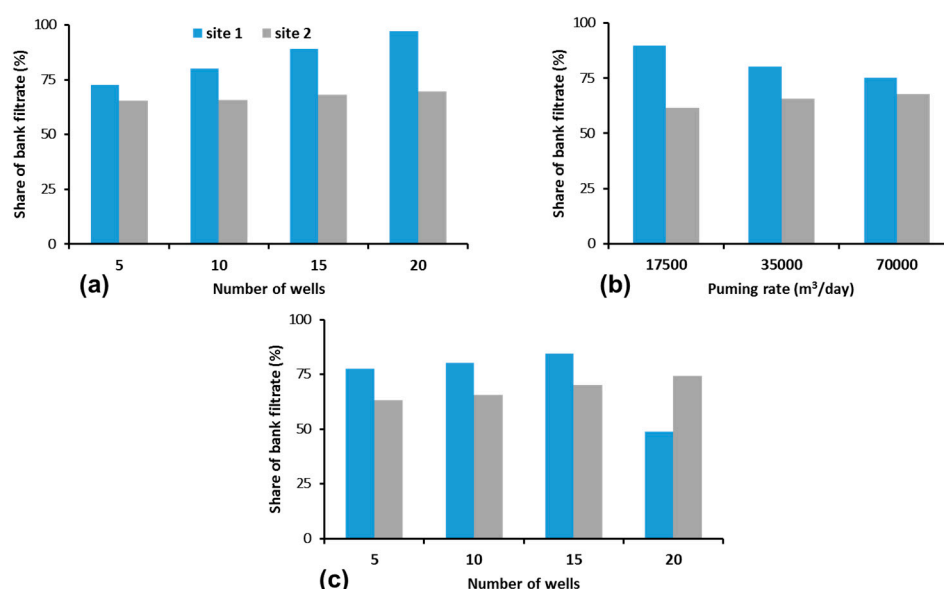 100
site 1 site 2
75
50
25
0
Share of bank filtrate (%)
5 10 15 20
(a)
Number of wells
100
75
50
25
0
Share of bank filtrate (%)
17500 35000 70000
(b)
Puming rate (m³/day)
100
75
50
25
0
Share of bank filtrate (%)
5 10 15 20
(c)
Number of wells